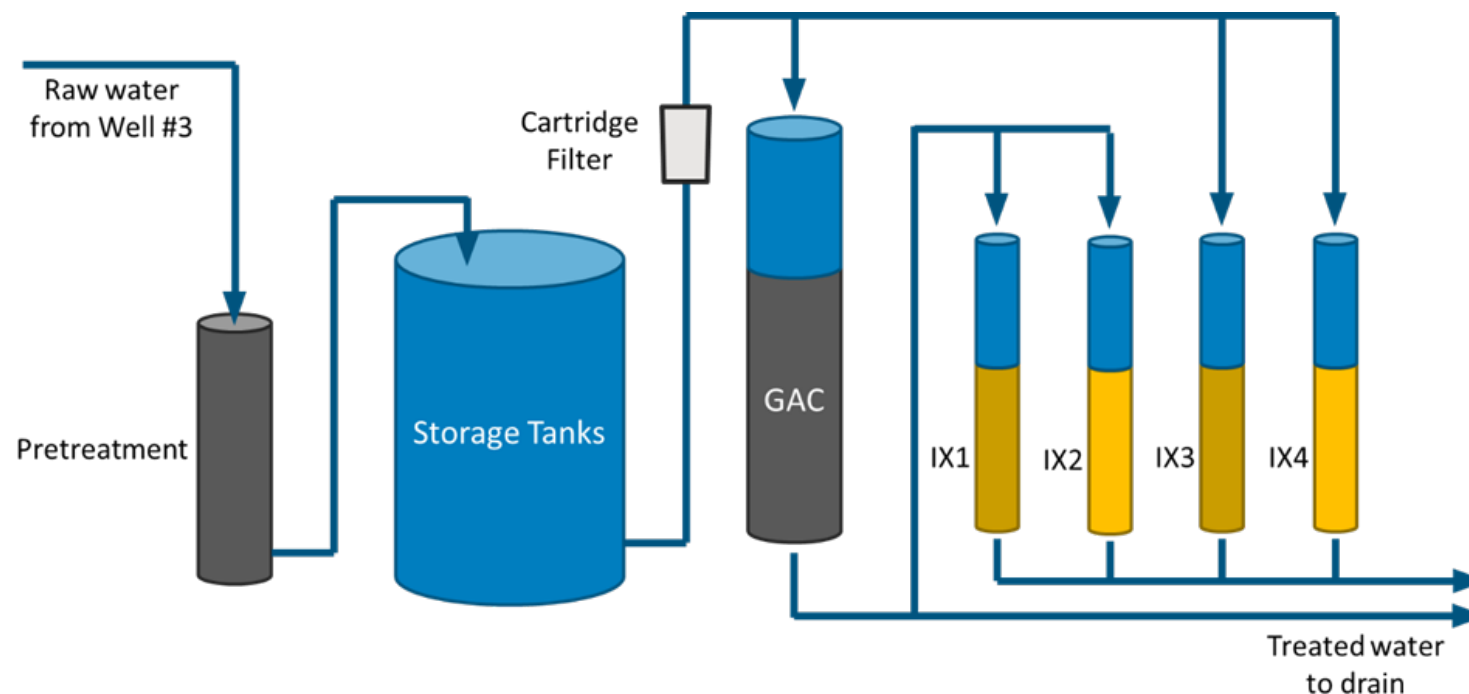 Raw water
from Well #3
Pretreatment
Storage Tanks
Cartridge
Filter
GAC
IX1
IX2
IX3
IX4
Treated water
to drain